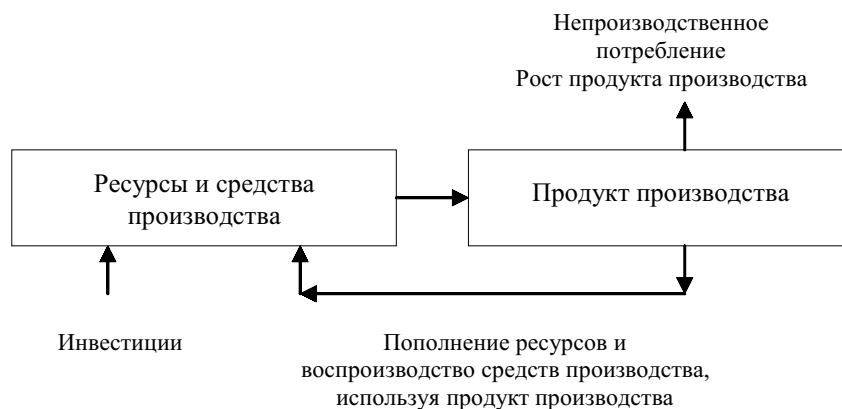 Непроизводственное
потребление
Рост продукта производства
Ресурсы и средства
производства
Продукт производства
Инвестиции
Пополнение ресурсов и
воспроизводство средств производства,
используя продукт производства